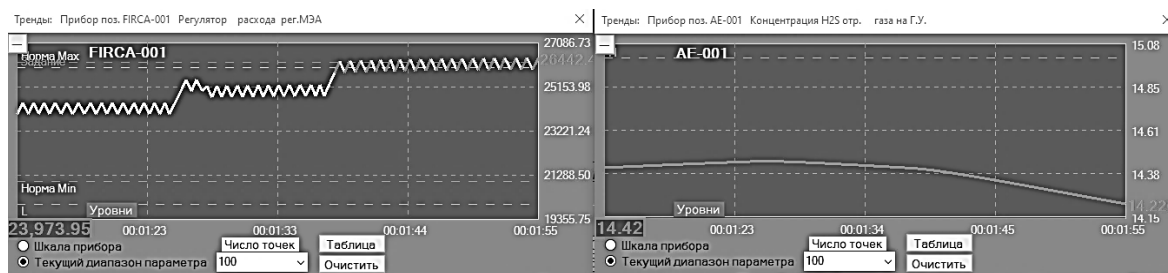 Тренды: Прибор поз. FIRCA-001 Регулятор расхода рег.МЭА
Норма Max FIRCA-001
Задание
27086.73
26442.
25153.98
23221.24
21288.50
19355.75
Норма Min
L
Уровни
23,973.95
00:01:23
00:01:33
00:01:44
00:01:55
Шкала прибора
Число точек
Таблица
Текущий диапазон параметра
100
Очистить
Тренды: Прибор поз. AE-001 Концентрация H2S отр. газа на Г.У.
AE-001
15.08
14.85
14.61
14.38
14.22
14.15
Уровни
14.42
00:01:23
00:01:34
00:01:45
00:01:55
Шкала прибора
Число точек
Таблица
Текущий диапазон параметра
100
Очистить